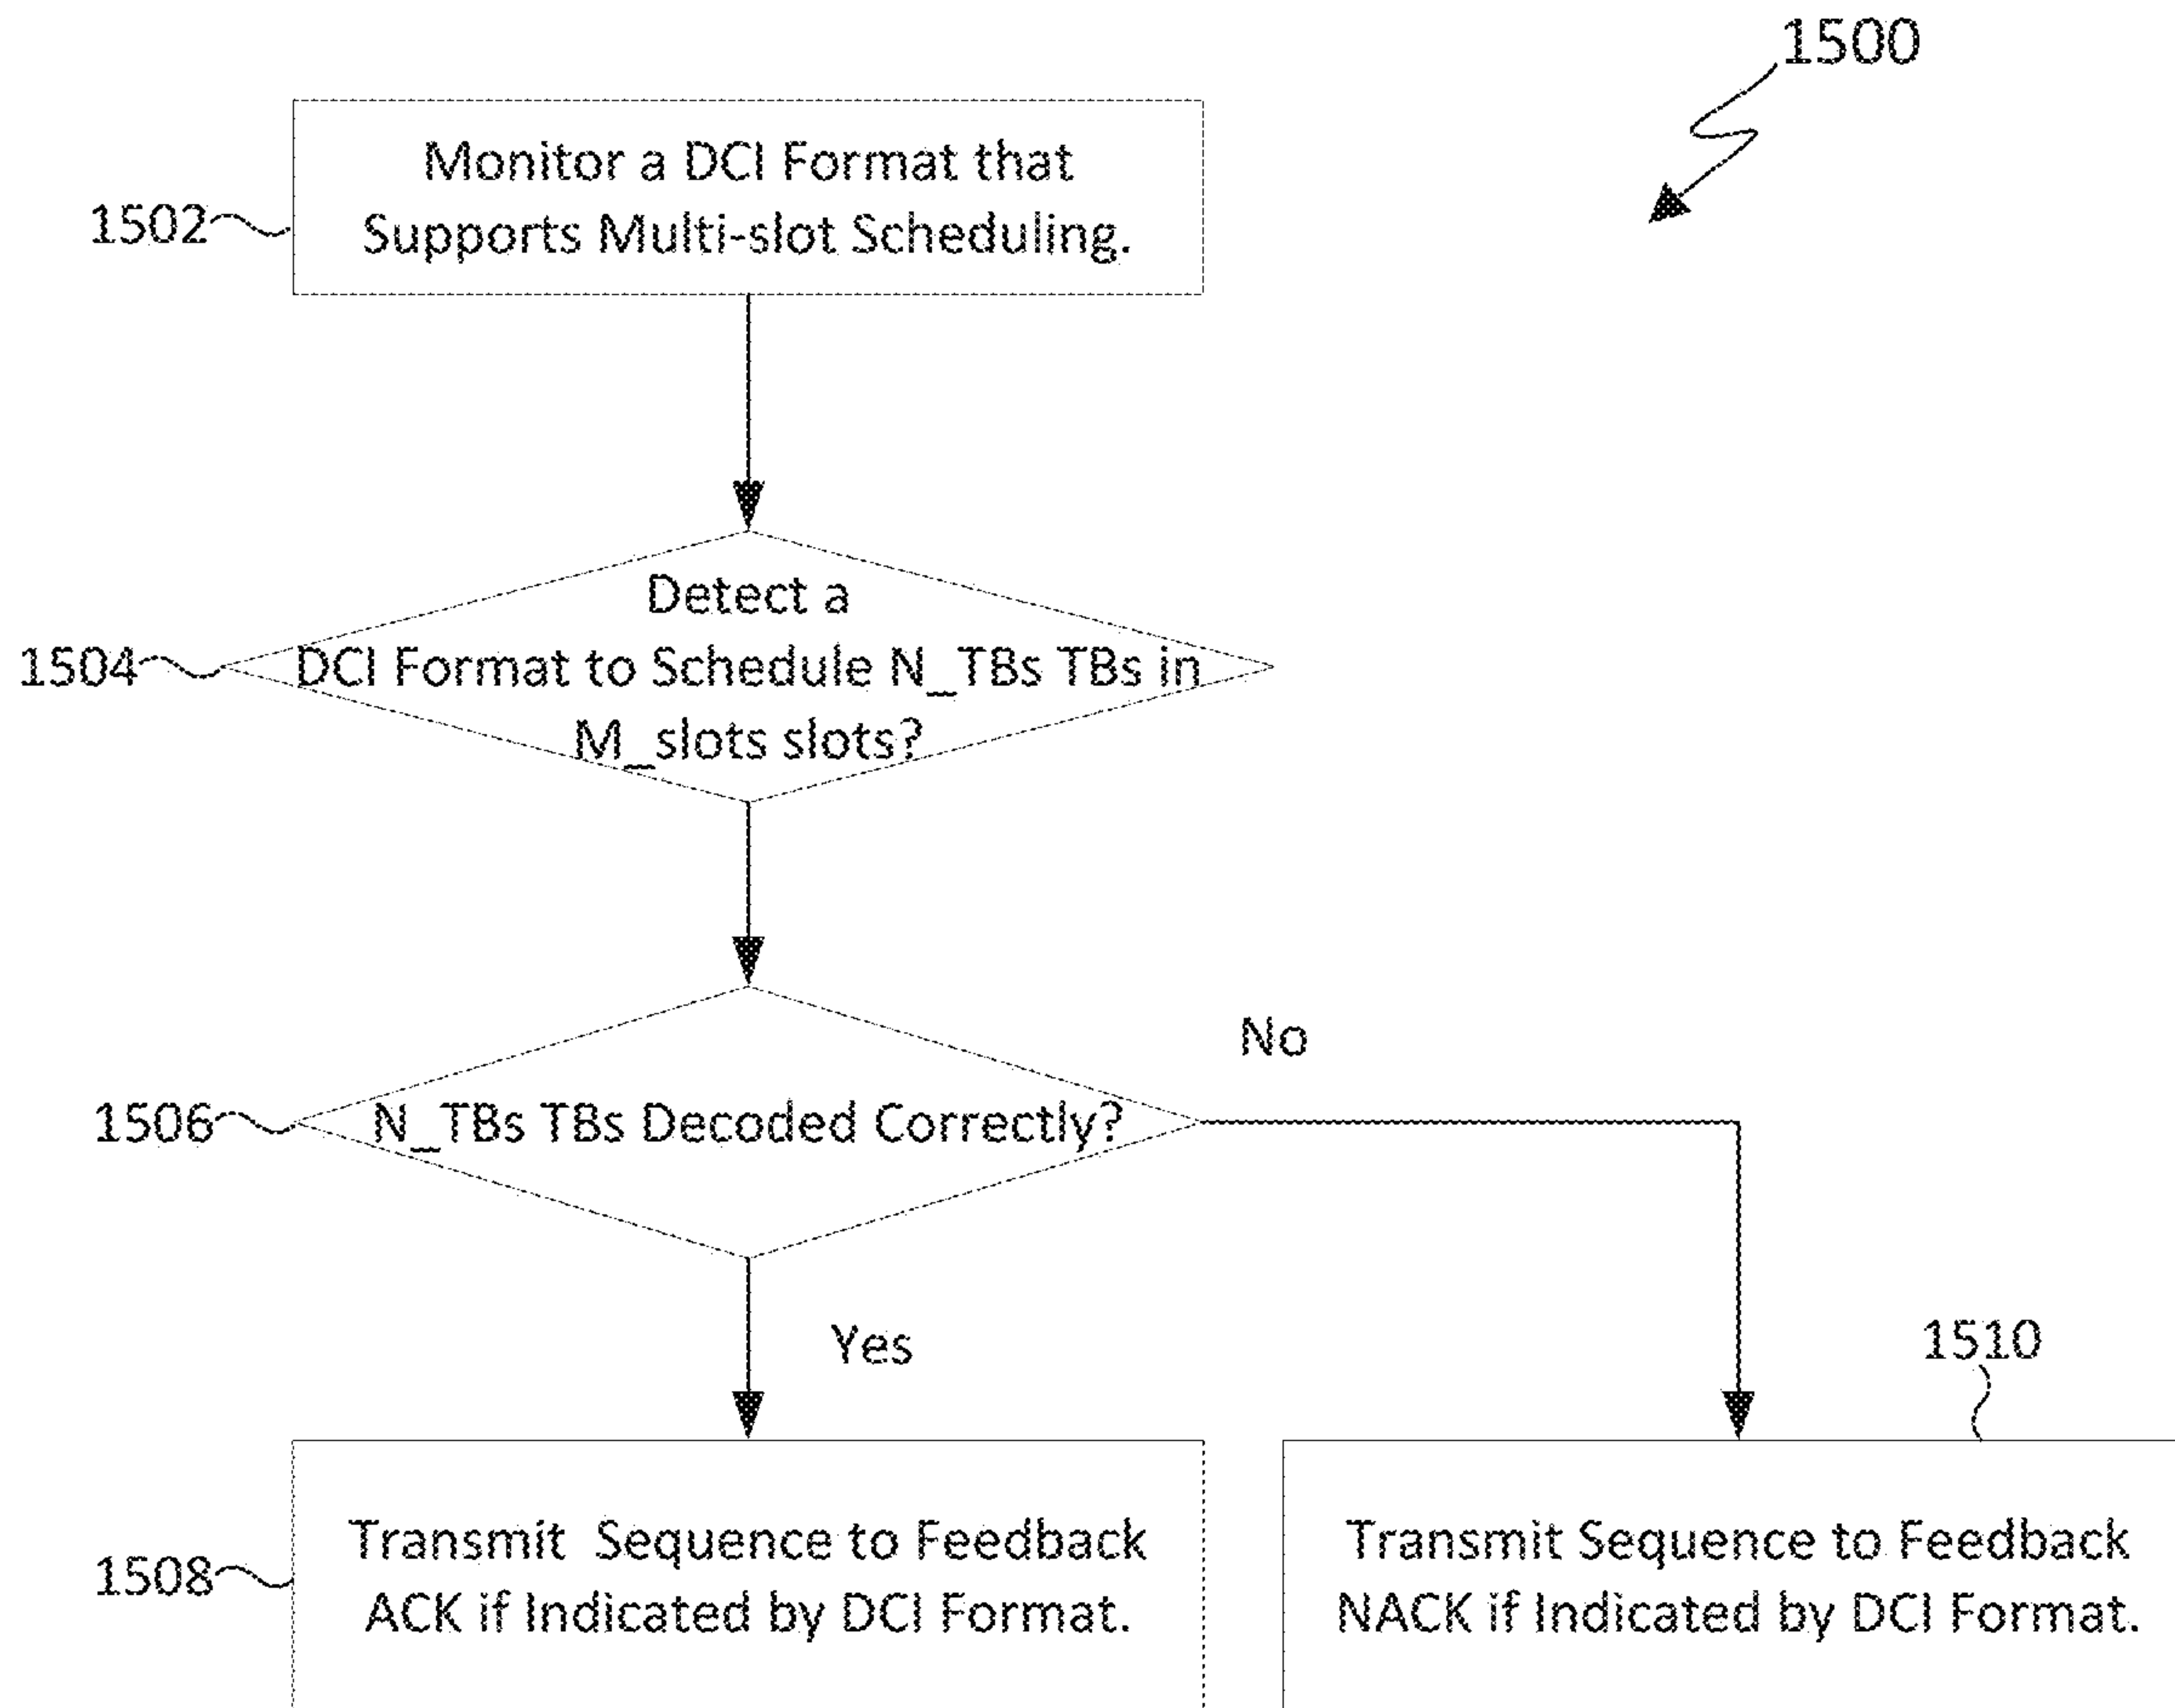 1500
Monitor a DCI Format that
Supports Multi-slot Scheduling.
1502
Detect a
DCI Format to Schedule N_TBs TBs in
M_slots slots?
1504
N_TBs TBs Decoded Correctly?
1506
No
Yes
1510
Transmit Sequence to Feedback
ACK if Indicated by DCI Format.
1508
Transmit Sequence to Feedback
NACK if Indicated by DCI Format.